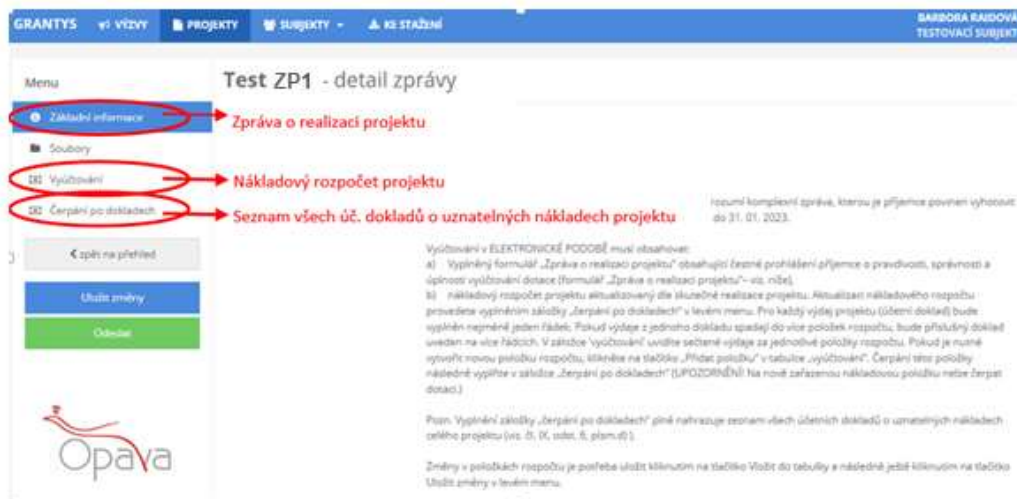 GRANTYS VÝZVY PROJEKTY SUBJEKTY KE STAŽENÍ
BARBORA RAIDOVÁ
TESTOVACÍ SUBJEKT
Menu
Test ZP1 - detail zprávy
Základní informace
Zpráva o realizaci projektu
Soubory
Vyúčtování
Nákladový rozpočet projektu
Čerpání po dokladech
Seznam všech úč. dokladů o uznatelných nákladech projektu
rozumí komplexní zpráva, kterou je příjemce povinen vyhotovit
do 31. 01. 2023.
zpět na přehled
Uložit změny
Odeslat
Vyúčtování v ELEKTRONICKÉ PODOBĚ musí obsahovat:
a) Vyplněný formulář „Zpráva o realizaci projektu" obsahující čestné prohlášení příjemce o pravdivosti, správnosti a
úplnosti vyúčtování dotace (formulář „Zpráva o realizaci projektu"– viz. níže),
b) nákladový rozpočet projektu aktualizovaný dle skutečné realizace projektu. Aktualizaci nákladového rozpočtu
provedete vyplněním záložky „čerpání po dokladech" v levém menu. Pro každý výdaj projektu (účetní doklad) bude
vyplněn nejméně jeden řádek. Pokud výdaje z jednoho dokladu spadají do více položek rozpočtu, bude příslušný doklad
uveden na více řádcích. V záložce 'vyúčtování' uvidíte sečtené výdaje za jednotlivé položky rozpočtu. Pokud je nutné
vytvořit novou položku rozpočtu, klikněte na tlačítko „Přidat položku" v tabulce „vyúčtování". Čerpání této položky
následně vyplňte v záložce „čerpání po dokladech" (UPOZORNĚNÍ! Na nově zařazenou nákladovou položku nelze čerpat
dotaci.)
Pozn. Vyplnění záložky „čerpání po dokladech" plně nahrazuje seznam všech účetních dokladů o uznatelných nákladech
celého projektu (viz. čl. IX, odst. 6, písm.d) ).
Změny v položkách rozpočtu je potřeba uložit kliknutím na tlačítko Vložit do tabulky a následně ještě kliknutím na tlačítko
Uložit změny v levém menu.
Opava